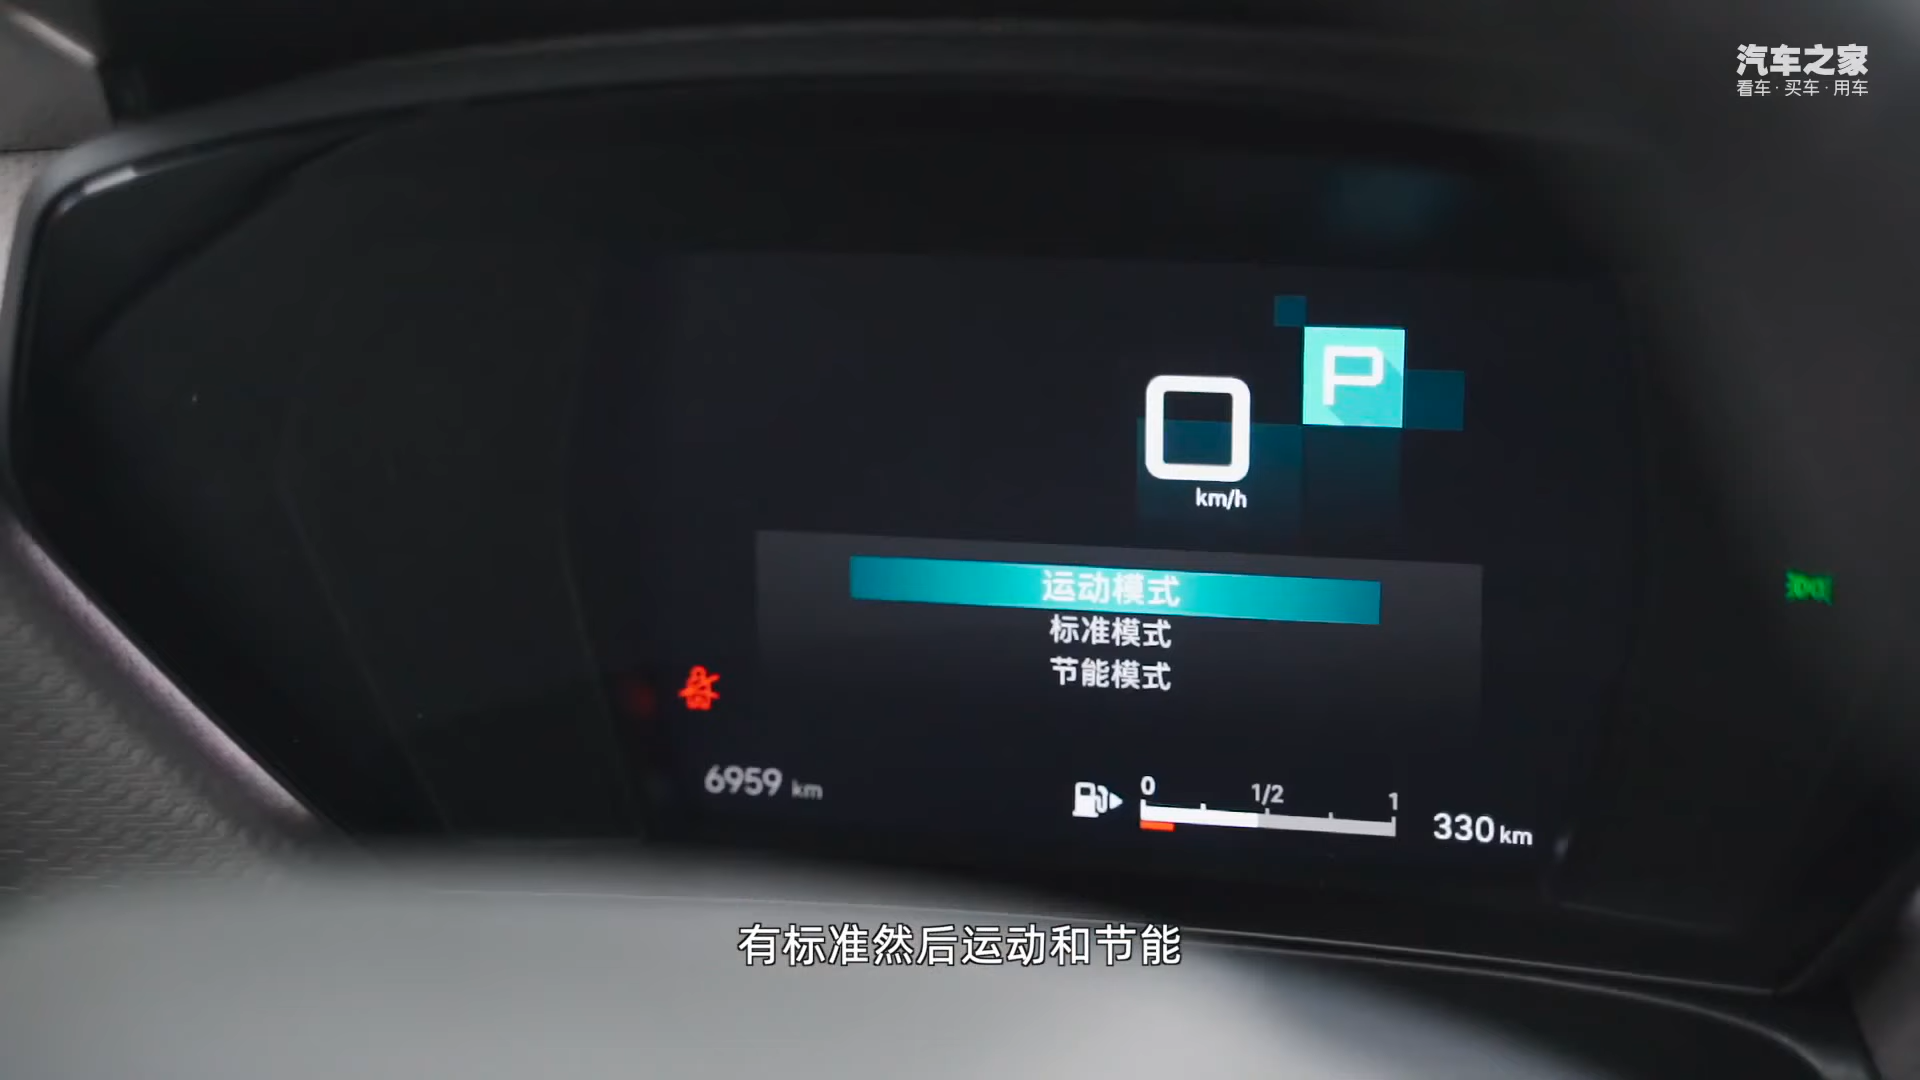 汽车之家
看车·买车·用车
P
0
km/h
运动模式
标准模式
节能模式
6959 km
0 1/2 1
330 km
有标准然后运动和节能